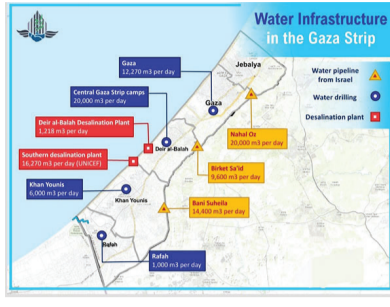 Water Infrastructure
in the Gaza Strip
Gaza
12,270 m3 per day
Jebalya
Water pipeline
from Israel
Central Gaza Strip camps
20,000 m3 per day
Gaza
Water drilling
Deir al-Balah Desalination Plant
1,218 m3 per day
Desalination plant
Nahal Oz
20,000 m3 per day
Deir al-Balah
Southern desalination plant
16,270 m3 per day (UNICEF)
Birket Sa'id
9,600 m3 per day
Khan Younis
6,000 m3 per day
Khan Younis
Bani Suheila
14,400 m3 per day
Rafah
Rafah
1,000 m3 per day